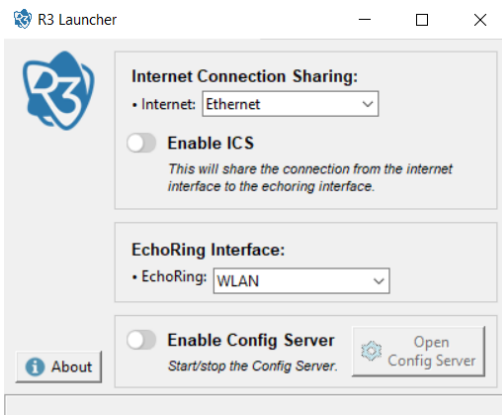 R3 Launcher
R3
Internet Connection Sharing:
• Internet: Ethernet
Enable ICS
This will share the connection from the internet
interface to the echoring interface.
EchoRing Interface:
• EchoRing: WLAN
Enable Config Server
Start/stop the Config Server.
Open
Config Server
About